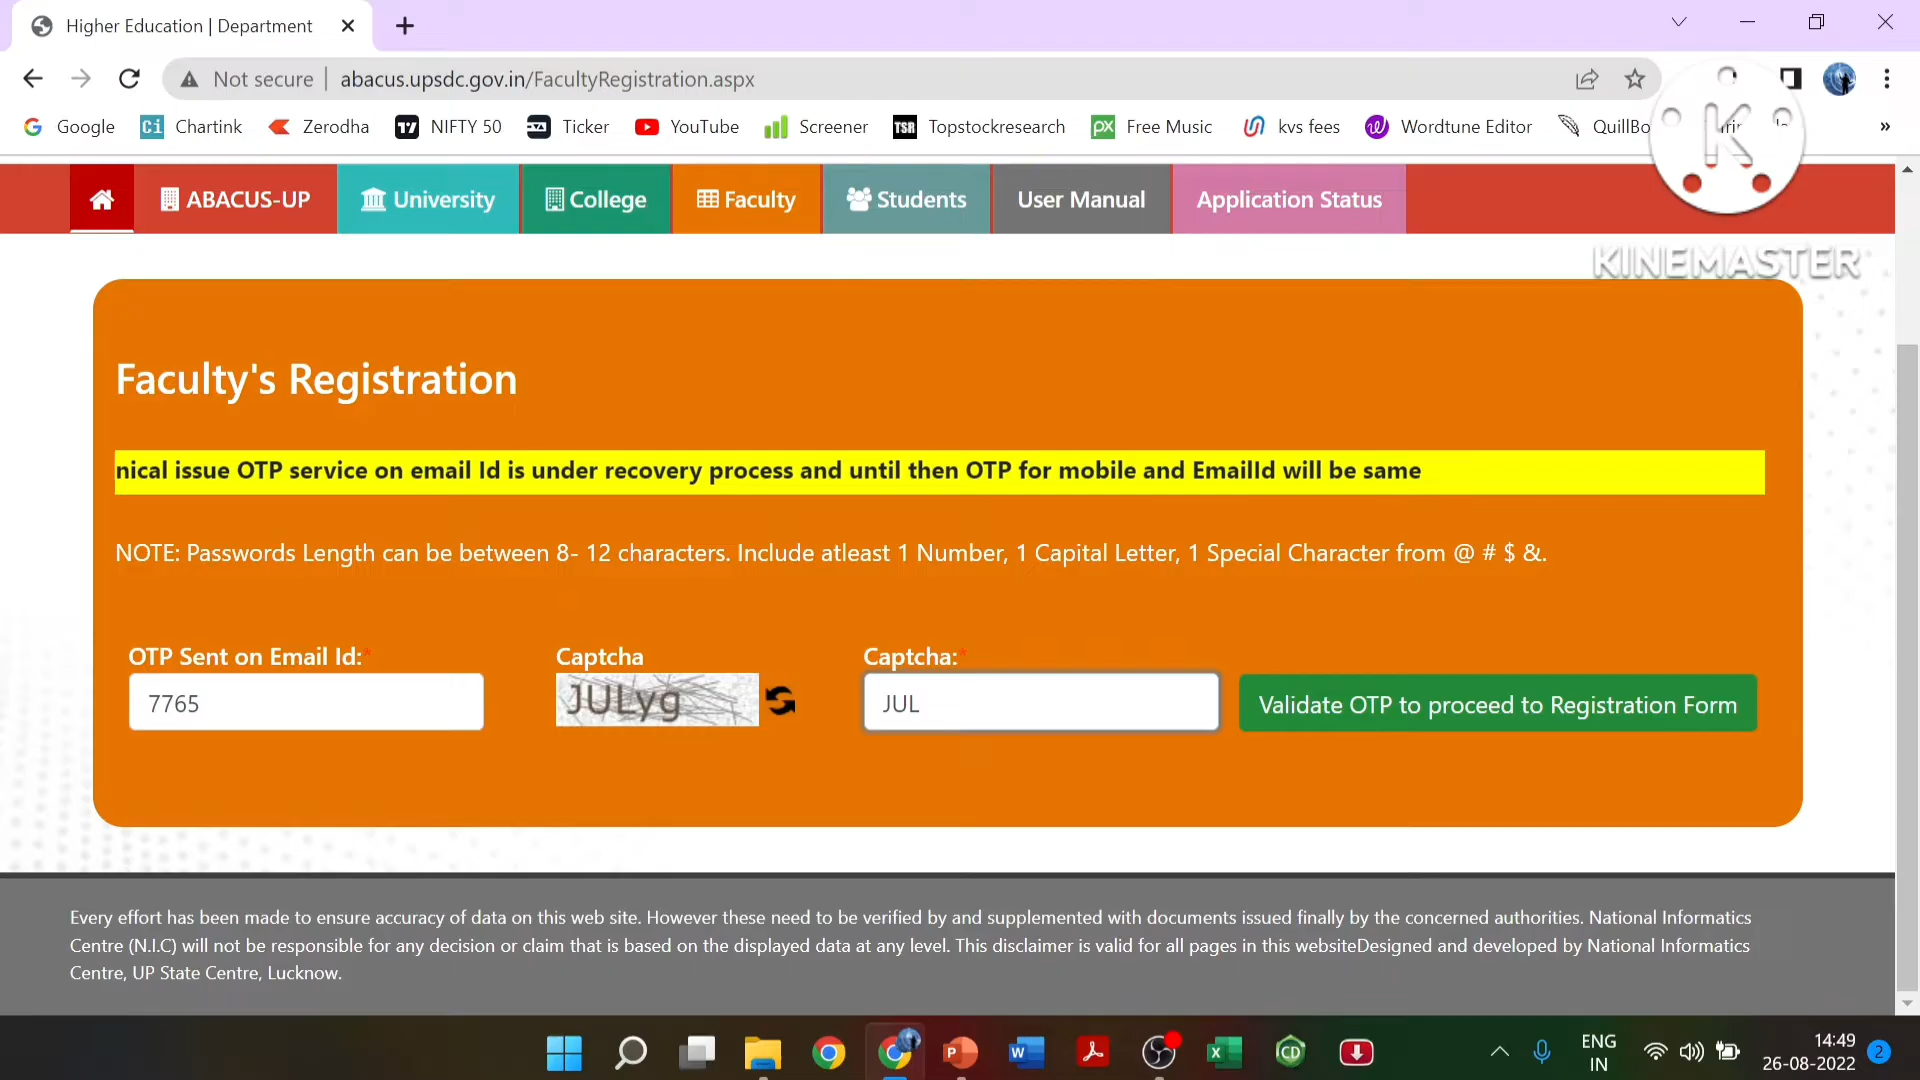 Higher Education | Department
Not secure | abacus.upsdc.gov.in/FacultyRegistration.aspx
Google Chartink Zerodha NIFTY 50 Ticker YouTube Screener Topstockresearch Free Music kvs fees Wordtune Editor QuillBo »
K
KINEMASTER
ABACUS-UP University College Faculty Students User Manual Application Status
Faculty's Registration
nical issue OTP service on email Id is under recovery process and until then OTP for mobile and EmailId will be same
NOTE: Passwords Length can be between 8- 12 characters. Include atleast 1 Number, 1 Capital Letter, 1 Special Character from @ # $ &.
OTP Sent on Email Id:* Captcha Captcha:*
7765 JULyg JUL Validate OTP to proceed to Registration Form
Every effort has been made to ensure accuracy of data on this web site. However these need to be verified by and supplemented with documents issued finally by the concerned authorities. National Informatics
Centre (N.I.C) will not be responsible for any decision or claim that is based on the displayed data at any level. This disclaimer is valid for all pages in this websiteDesigned and developed by National Informatics
Centre, UP State Centre, Lucknow.
ENG 14:49
IN 26-08-2022 2